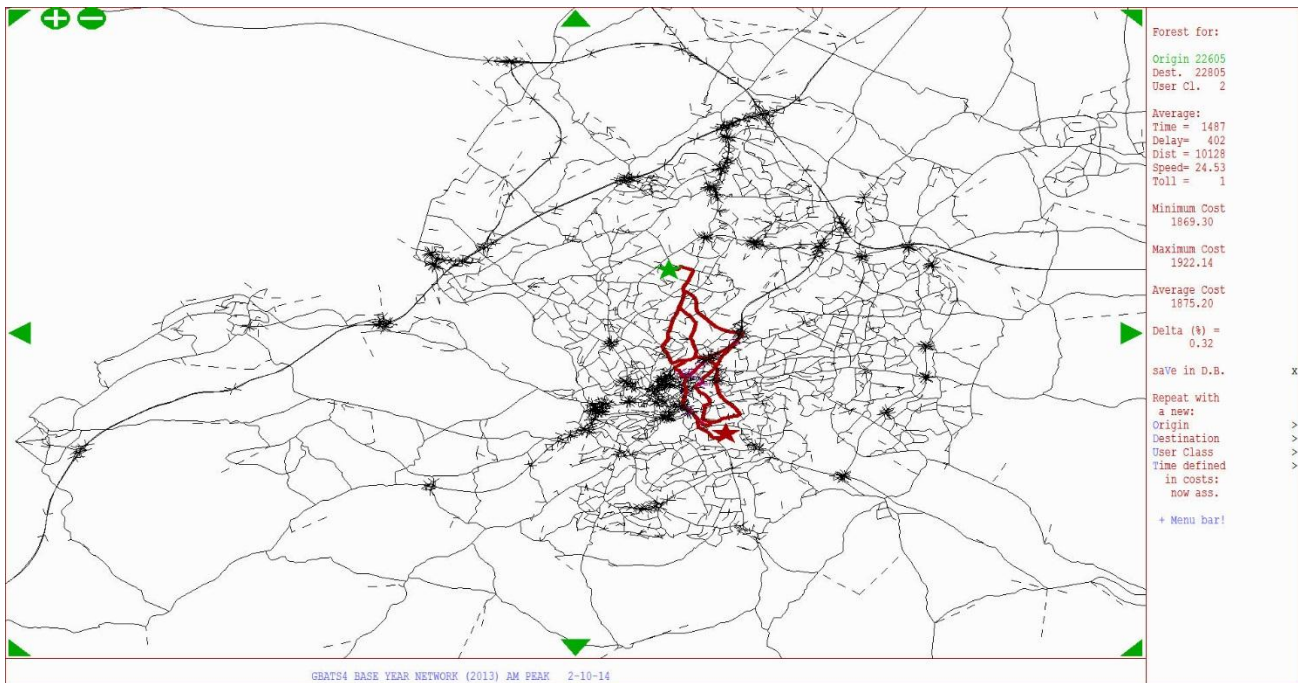 Forest for:
Origin 22605
Dest. 22805
User Cl. 2
Average:
Time = 1487
Delay= 402
Dist = 10128
Speed= 24.53
Toll = 1
Minimum Cost
1869.30
Maximum Cost
1922.14
Average Cost
1875.20
Delta (%) =
0.32
saVe in D.B. x
Repeat with
a new:
Origin >
Destination >
User Class >
Time defined >
in costs:
now ass.
+ Menu bar!
GBATS4 BASE YEAR NETWORK (2013) AM PEAK 2-10-14